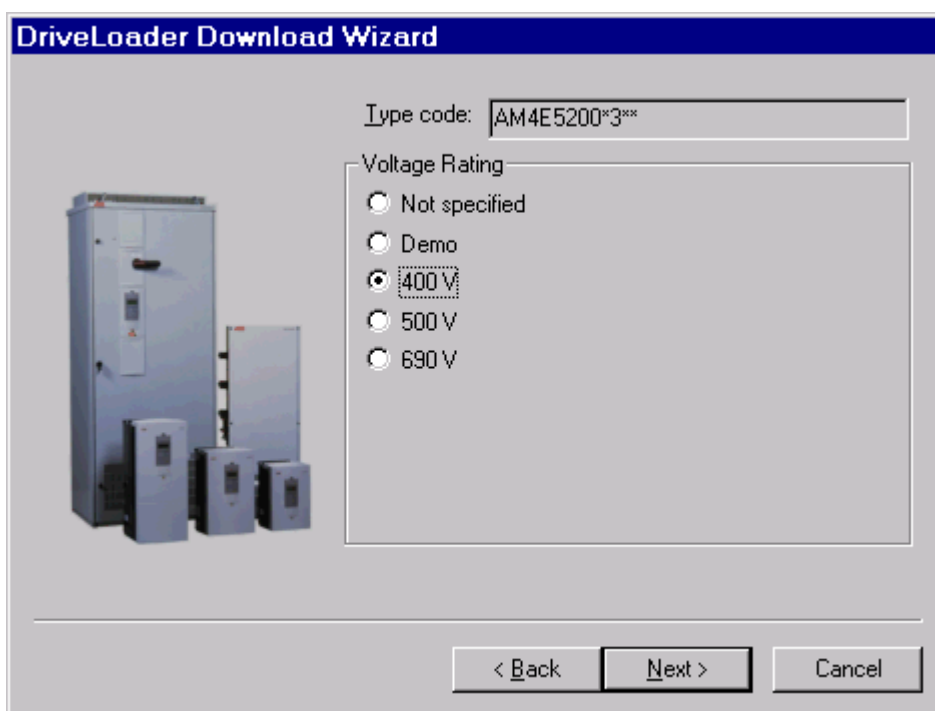 DriveLoader Download Wizard
Type code: AM4E5200*3**
Voltage Rating
Not specified
Demo
400 V
500 V
690 V
< Back Next > Cancel